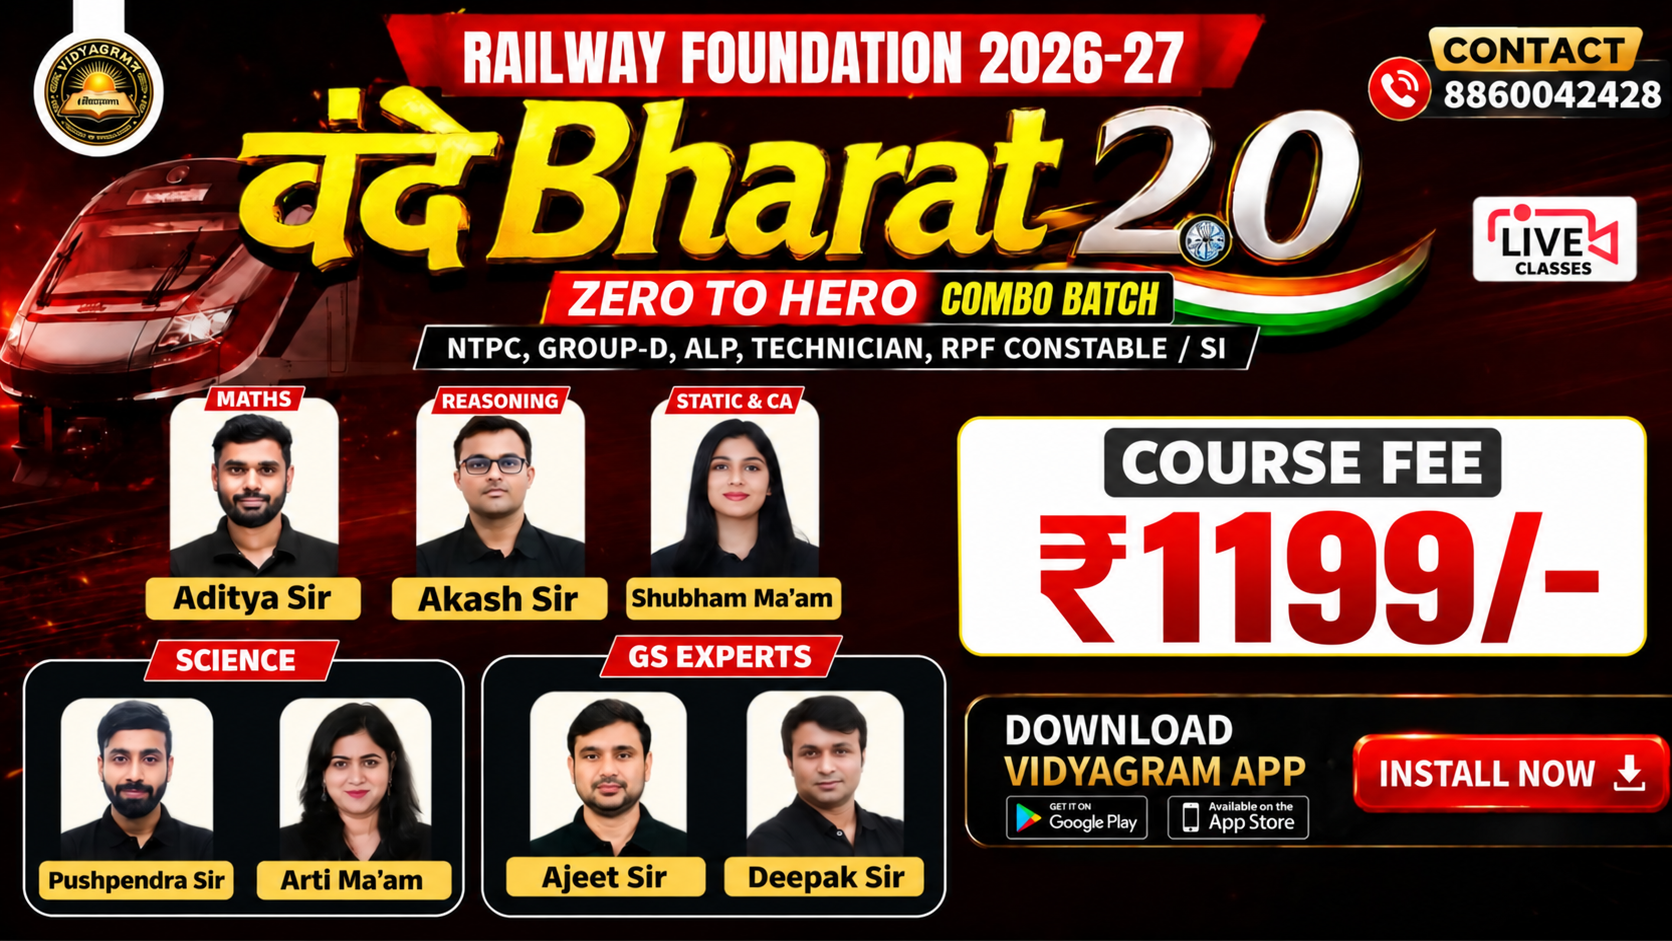 VIDYAGRAM
RAILWAY FOUNDATION 2026-27
CONTACT
8860042428
वंदे Bharat 2.0
LIVE
CLASSES
ZERO TO HERO COMBO BATCH
NTPC, GROUP-D, ALP, TECHNICIAN, RPF CONSTABLE / SI
MATHS
Aditya Sir
REASONING
Akash Sir
STATIC & CA
Shubham Ma'am
COURSE FEE
₹1199/-
SCIENCE
Pushpendra Sir
Arti Ma'am
GS EXPERTS
Ajeet Sir
Deepak Sir
DOWNLOAD
VIDYAGRAM APP
GET IT ON
Google Play
Available on the
App Store
INSTALL NOW